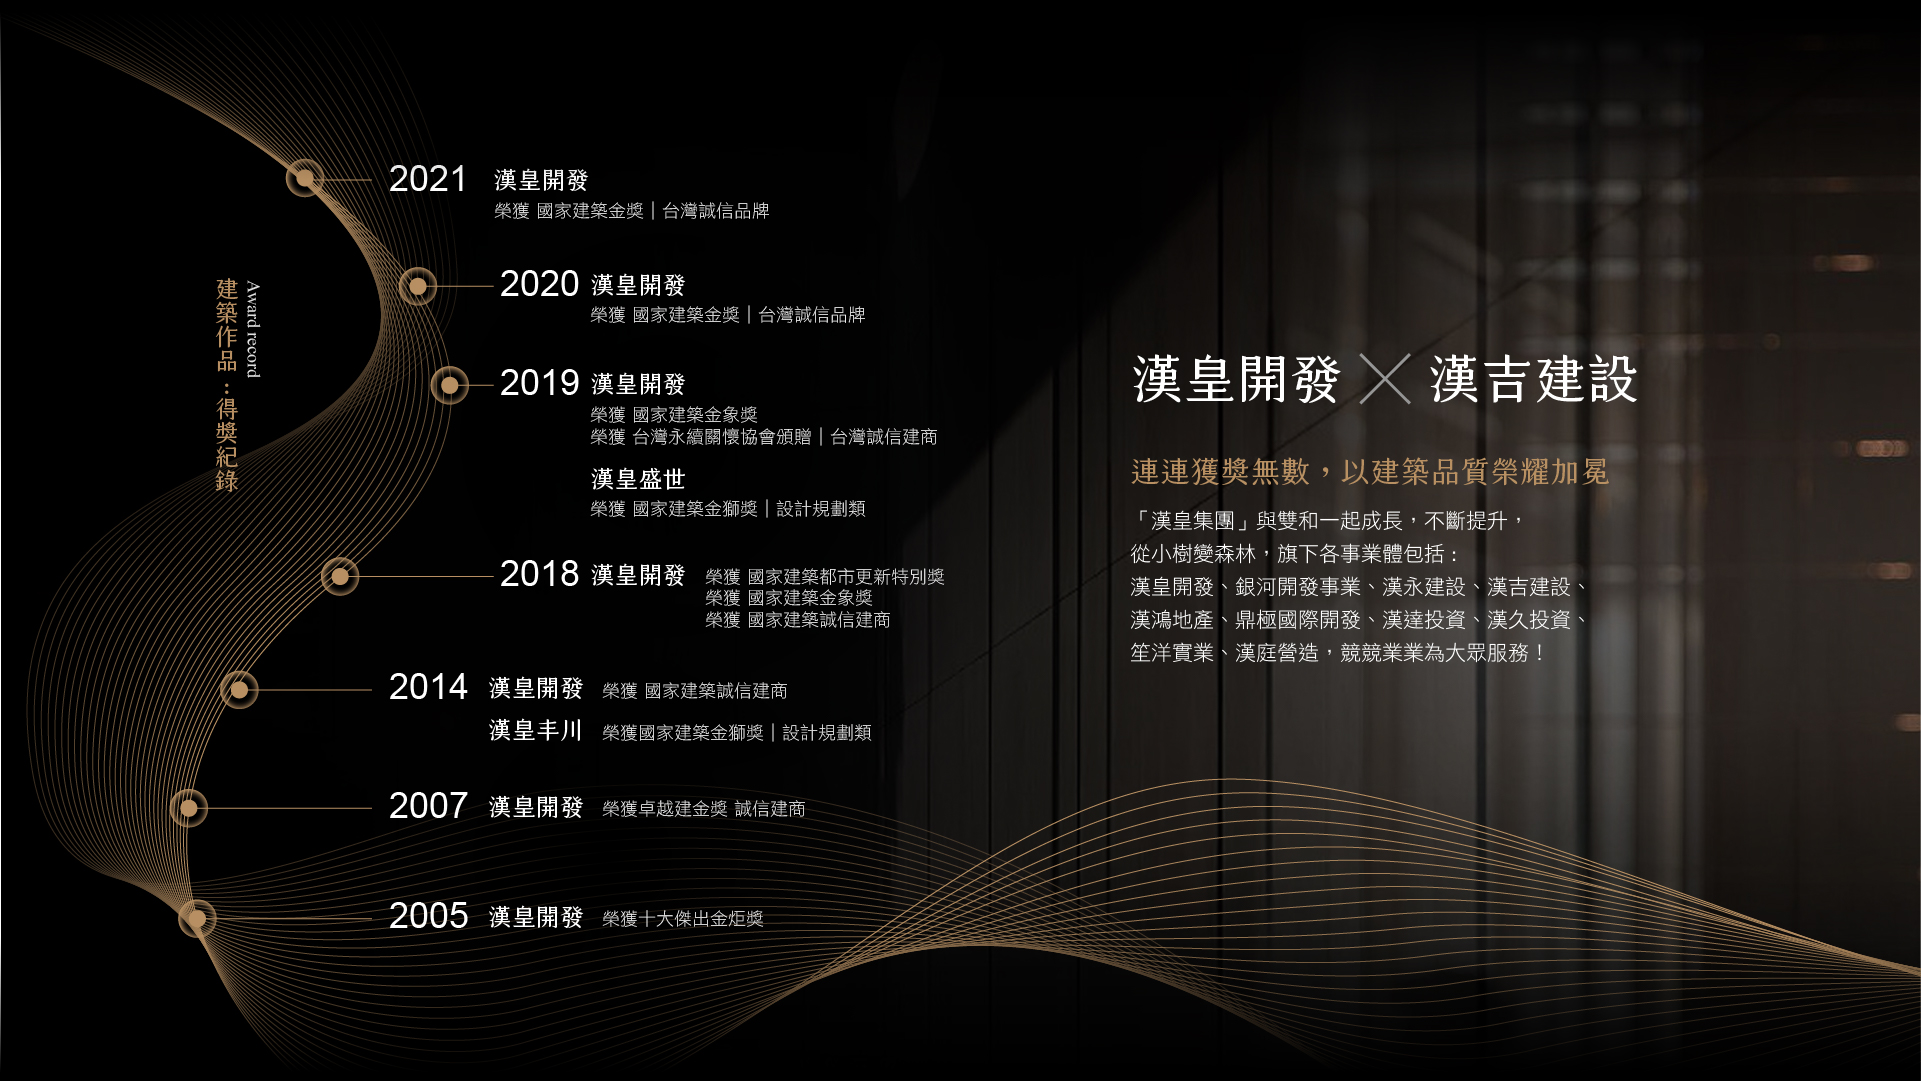 建築作品：得獎紀錄
Award record
2021 漢皇開發
榮獲 國家建築金獎｜台灣誠信品牌
2020 漢皇開發
榮獲 國家建築金獎｜台灣誠信品牌
2019 漢皇開發
榮獲 國家建築金象獎
榮獲 台灣永續關懷協會頒贈｜台灣誠信建商
漢皇盛世
榮獲 國家建築金獅獎｜設計規劃類
2018 漢皇開發 榮獲 國家建築都市更新特別獎
榮獲 國家建築金象獎
榮獲 國家建築誠信建商
2014 漢皇開發 榮獲 國家建築誠信建商
漢皇丰川 榮獲國家建築金獅獎｜設計規劃類
2007 漢皇開發 榮獲卓越建金獎 誠信建商
2005 漢皇開發 榮獲十大傑出金炬獎
漢皇開發╳漢吉建設
連連獲獎無數，以建築品質榮耀加冕
「漢皇集團」與雙和一起成長，不斷提升，
從小樹變森林，旗下各事業體包括：
漢皇開發、銀河開發事業、漢永建設、漢吉建設、
漢鴻地產、鼎極國際開發、漢達投資、漢久投資、
笙洋實業、漢庭營造，競競業業為大眾服務！